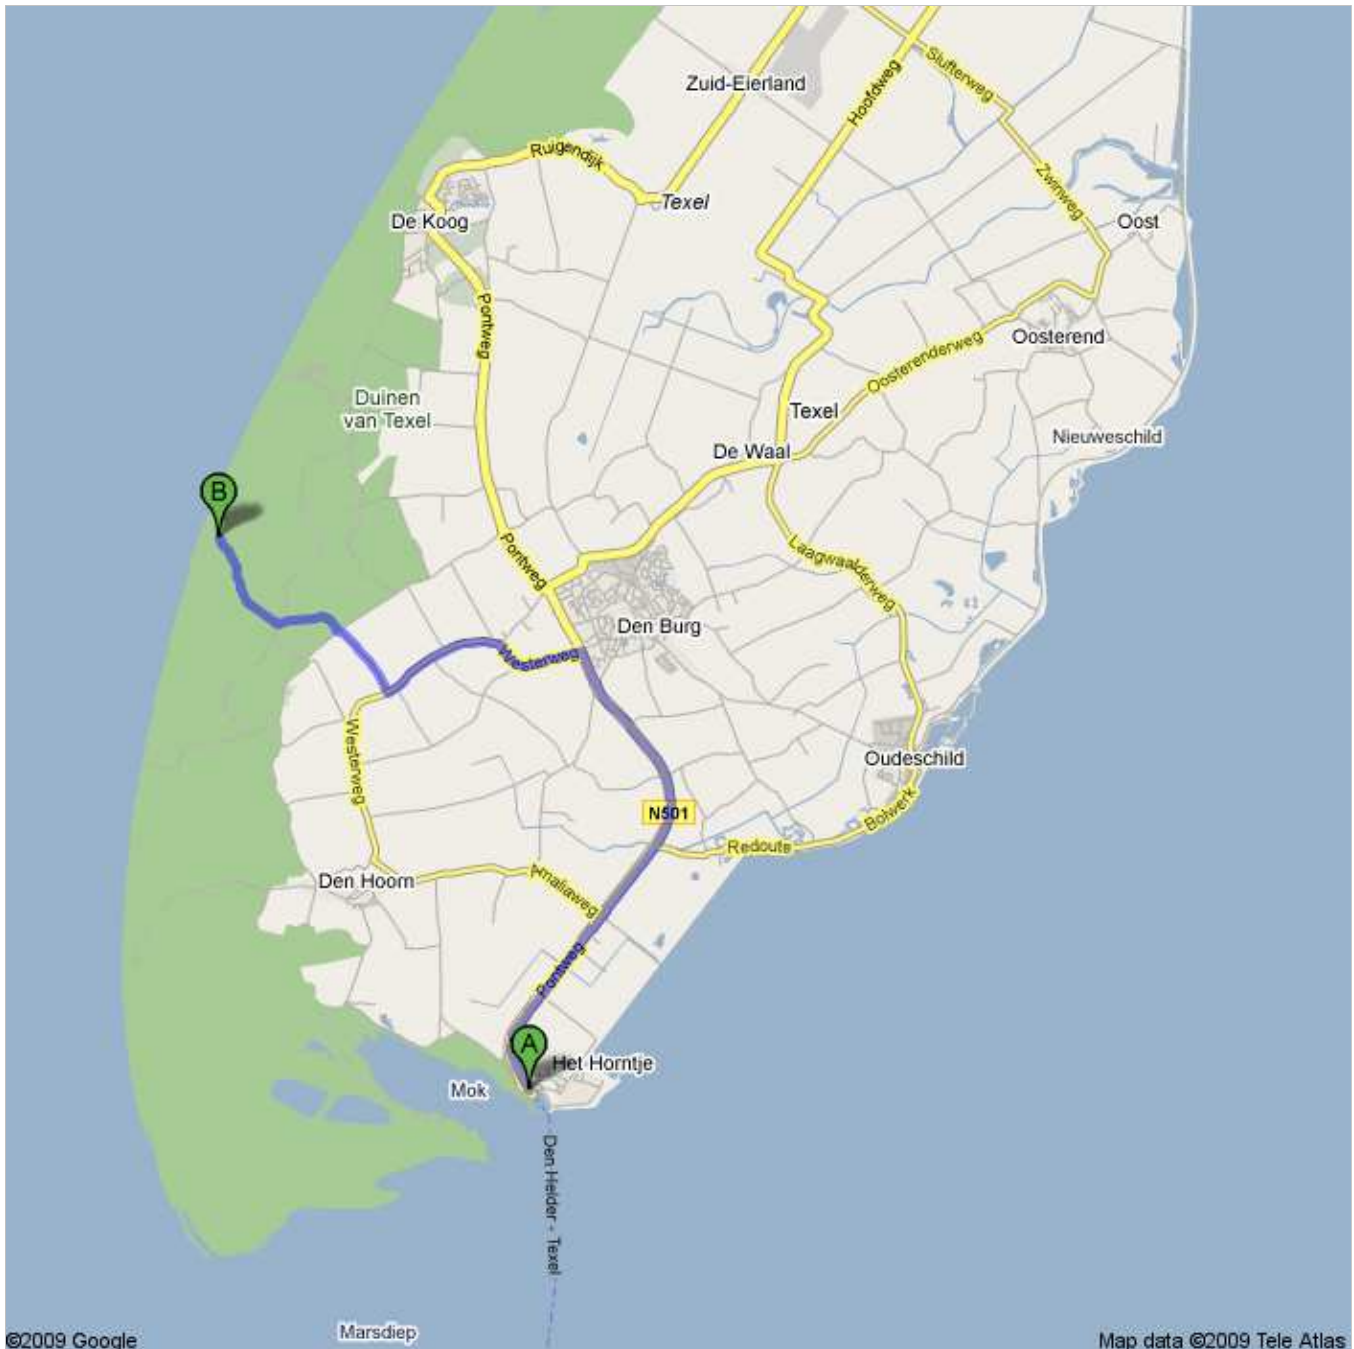 Slufterweg
Zuid-Eierland
Hoofdweg
Ruigendijk
Zwinweg
Texel
De Koog
Oost
Pontweg
Oosterend
Oosterenderweg
Duinen
van Texel
Texel
Nieuweschild
De Waal
B
Pontweg
Laagwaalderweg
Den Burg
Westerweg
Westerweg
Oudeschild
N501
Bolwerk
Redoute
Den Hoorn
Amaliaweg
Pontweg
A
Het Horntje
Mok
Den Helder - Texel
Marsdiep
©2009 Google
Map data ©2009 Tele Atlas